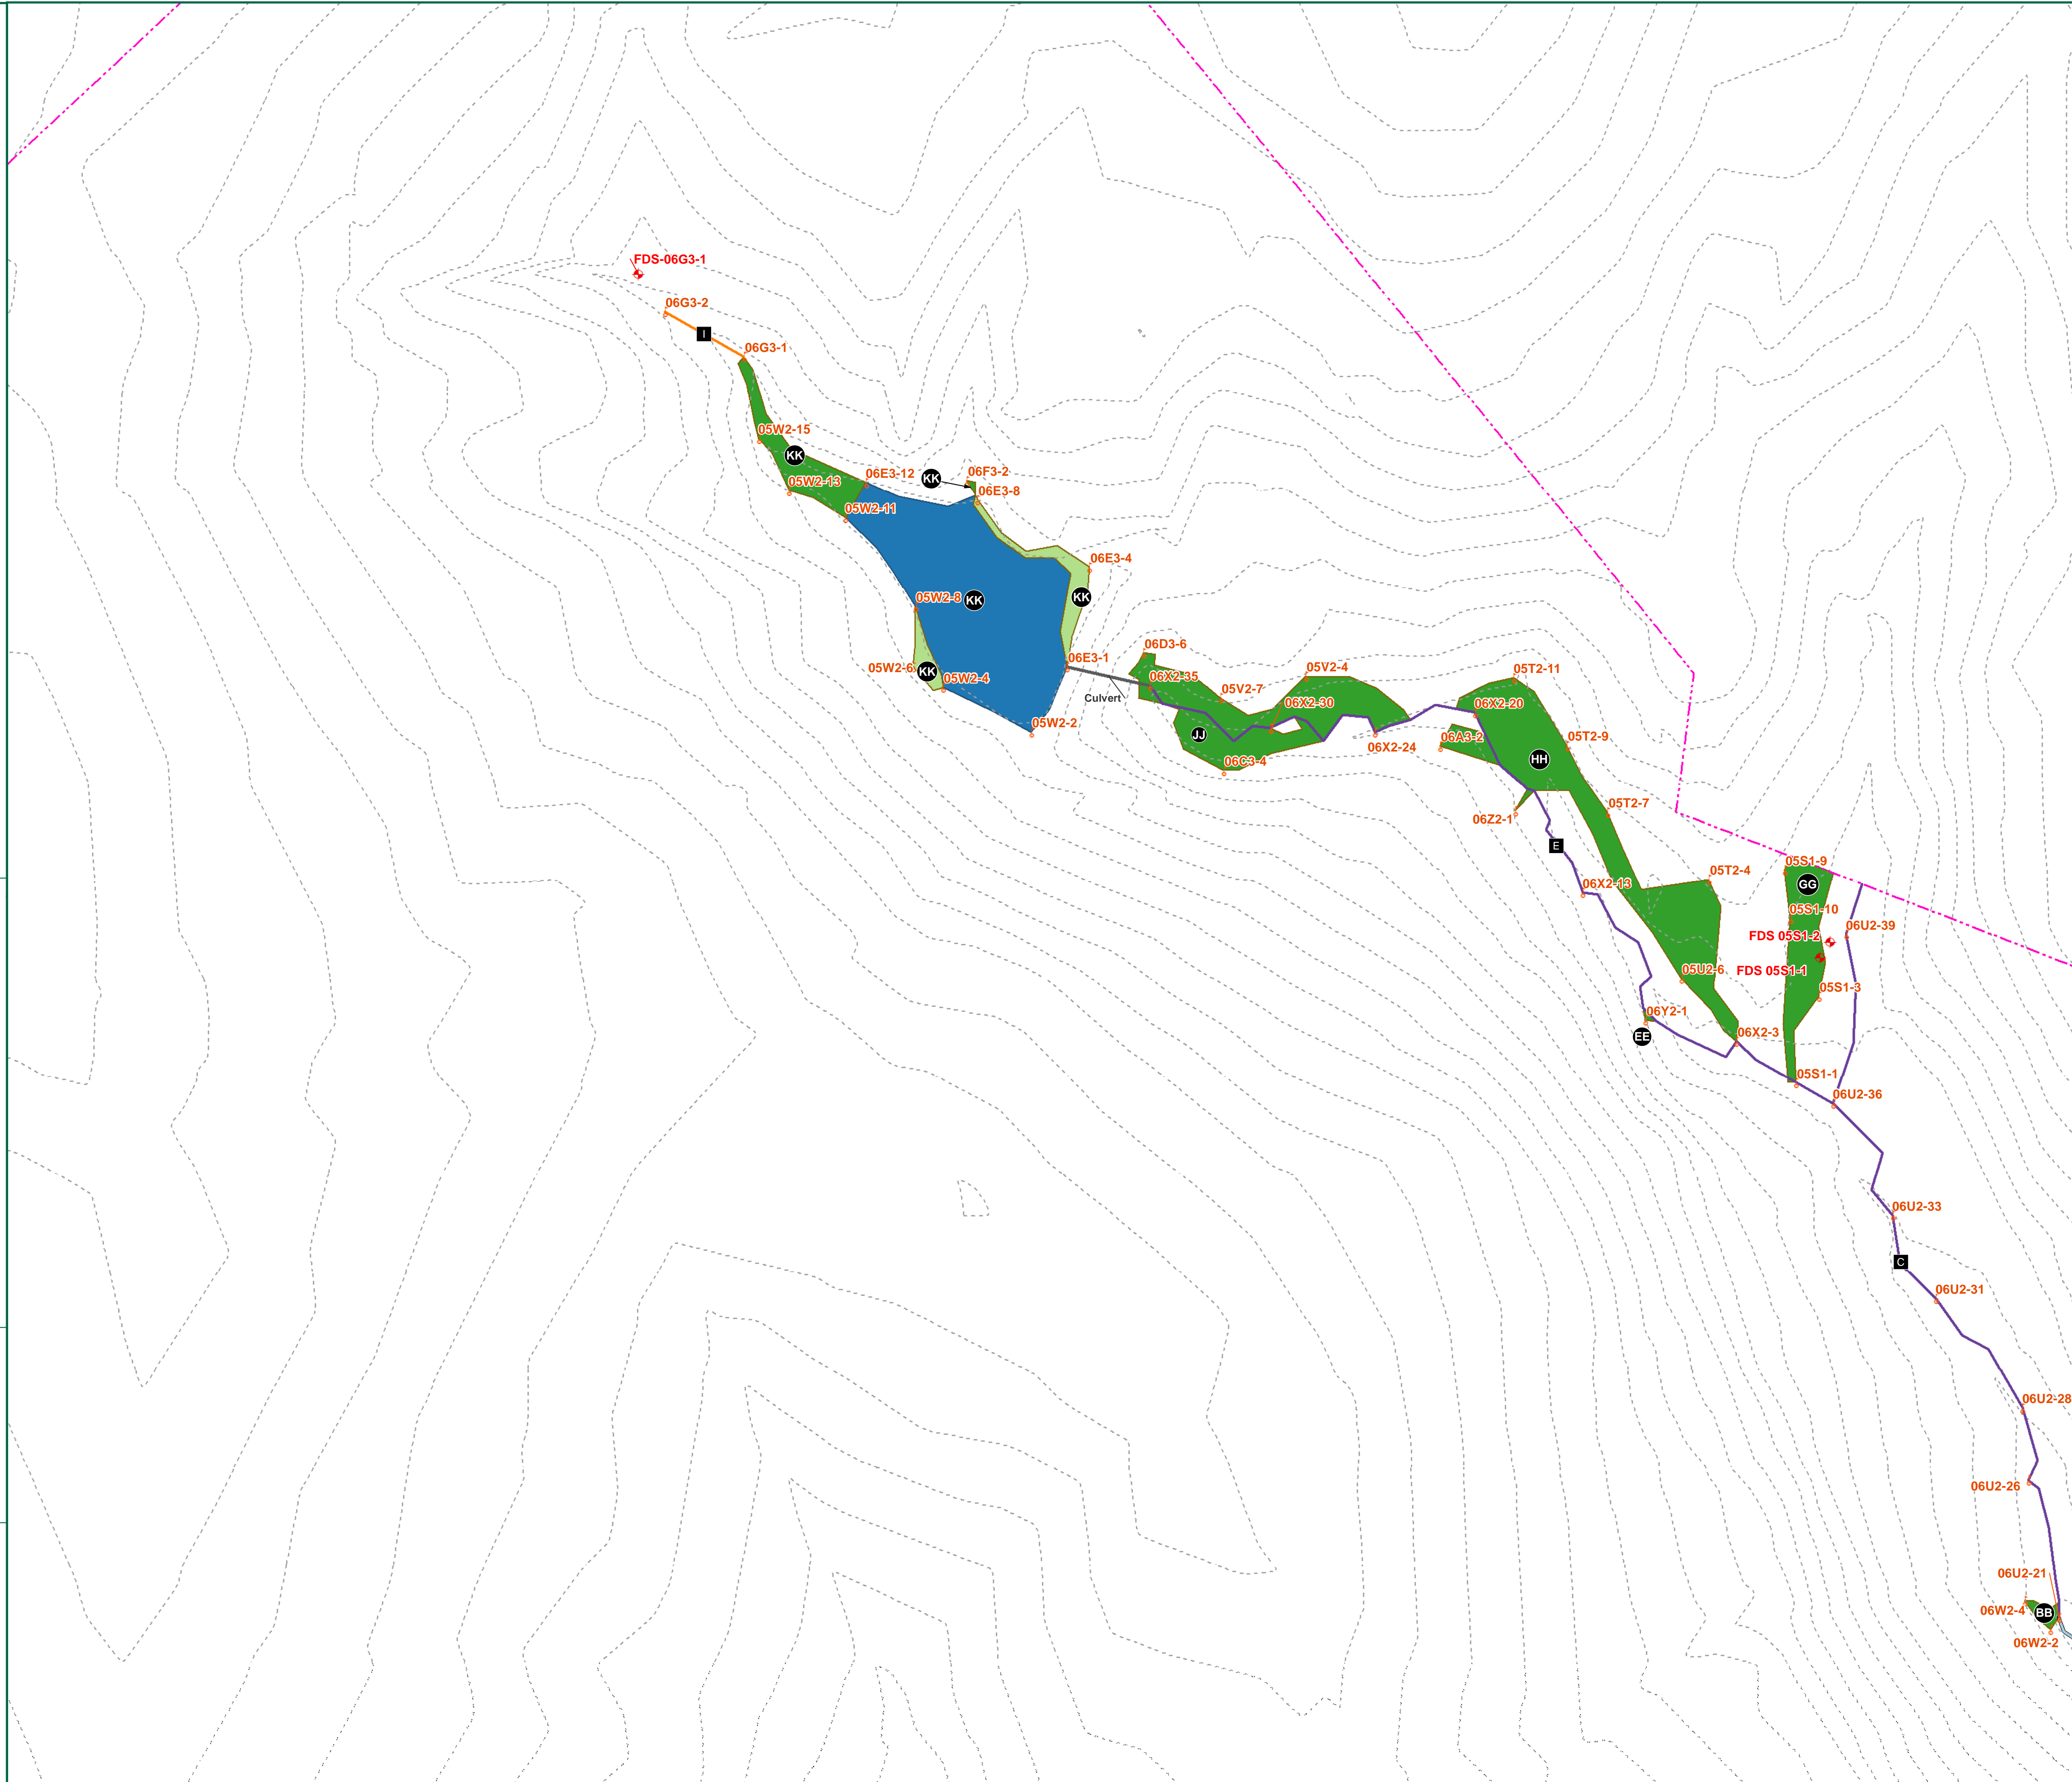 FDS-06G3-1
06G3-2
I
06G3-1
05W2-15
KK
06E3-12
KK
06F3-2
05W2-13
06E3-8
05W2-11
06E3-4
05W2-8
KK
KK
06D3-6
06E3-1
05W2-6
KK
05W2-4
06X2-35
Culvert
05V2-7
05V2-4
05T2-11
06X2-30
06X2-20
05W2-2
JJ
06X2-24
06A3-2
05T2-9
HH
06C3-4
05T2-7
06Z2-1
E
05S1-9
05T2-4
06X2-13
GG
05S1-10
06U2-39
FDS 05S1-2
05U2-6
FDS 05S1-1
05S1-3
06Y2-1
EE
06X2-3
05S1-1
06U2-36
06U2-33
C
06U2-31
06U2-28
06U2-26
06U2-21
06W2-4
BB
06W2-2